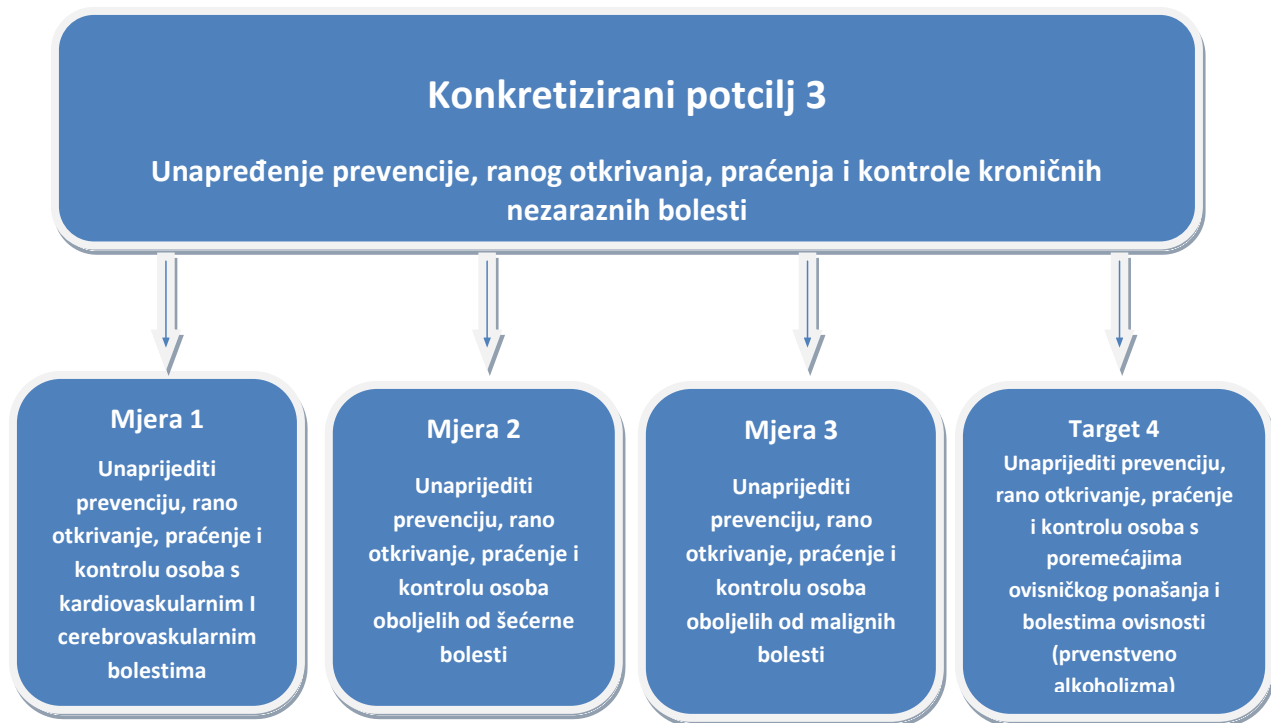 Konkretizirani potcilj 3
Unapređenje prevencije, ranog otkrivanja, praćenja i kontrole kroničnih
nezaraznih bolesti
Mjera 1
Unaprijediti
prevenciju, rano
otkrivanje, praćenje i
kontrolu osoba s
kardiovaskularnim I
cerebrovaskularnim
bolestima
Mjera 2
Unaprijediti
prevenciju, rano
otkrivanje, praćenje i
kontrolu osoba
oboljelih od šećerne
bolesti
Mjera 3
Unaprijediti
prevenciju, rano
otkrivanje, praćenje i
kontrolu osoba
oboljelih od malignih
bolesti
Target 4
Unaprijediti prevenciju,
rano otkrivanje, praćenje
i kontrolu osoba s
poremećajima
ovisničkog ponašanja i
bolestima ovisnosti
(prvenstveno
alkoholizma)